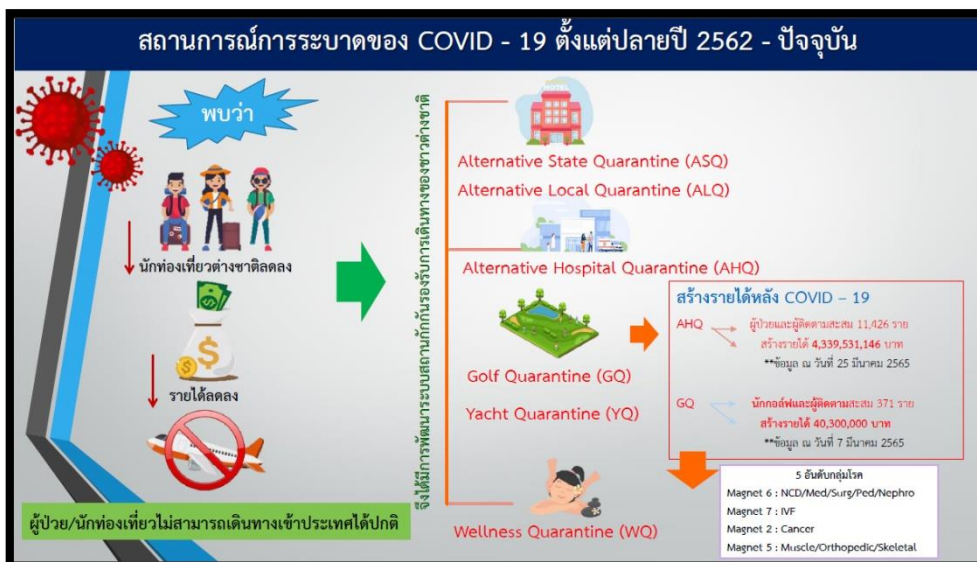 สถานการณ์การระบาดของ COVID - 19 ตั้งแต่ปลายปี 2562 - ปัจจุบัน
พบว่า
นักท่องเที่ยวต่างชาติลดลง
รายได้ลดลง
ผู้ป่วย/นักท่องเที่ยวไม่สามารถเดินทางเข้าประเทศได้ปกติ
จึงได้มีการพัฒนาระบบสถานกักกันรองรับการเดินทางของชาวต่างชาติ
HOTEL
Alternative State Quarantine (ASQ)
Alternative Local Quarantine (ALQ)
Alternative Hospital Quarantine (AHQ)
Golf Quarantine (GQ)
Yacht Quarantine (YQ)
Wellness Quarantine (WQ)
สร้างรายได้หลัง COVID – 19
AHQ ผู้ป่วยและผู้ติดตามสะสม 11,426 ราย
สร้างรายได้ 4,339,531,146 บาท
**ข้อมูล ณ วันที่ 25 มีนาคม 2565
GQ นักกอล์ฟและผู้ติดตามสะสม 371 ราย
สร้างรายได้ 40,300,000 บาท
**ข้อมูล ณ วันที่ 7 มีนาคม 2565
5 อันดับกลุ่มโรค
Magnet 6 : NCD/Med/Surg/Ped/Nephro
Magnet 7 : IVF
Magnet 2 : Cancer
Magnet 5 : Muscle/Orthopedic/Skeletal